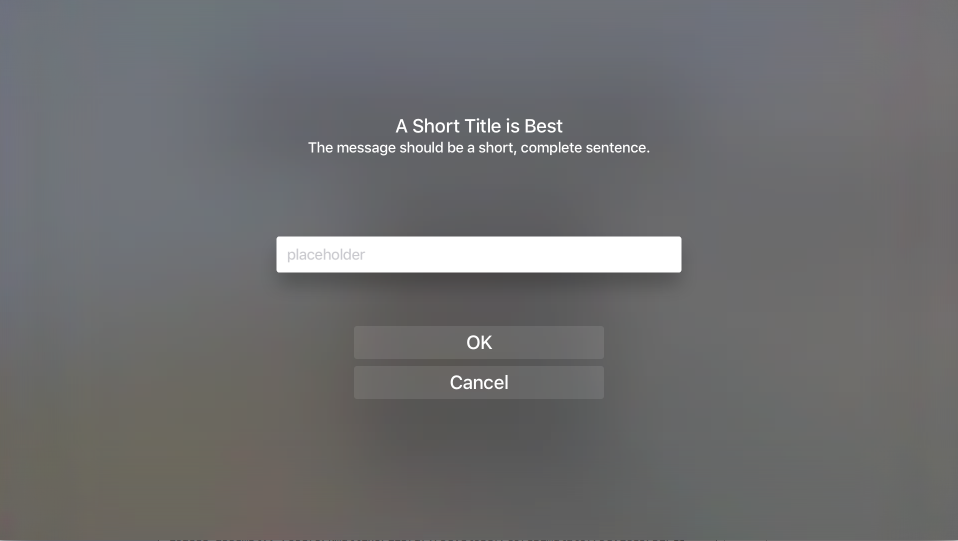 A Short Title is Best
The message should be a short, complete sentence.
placeholder
OK
Cancel